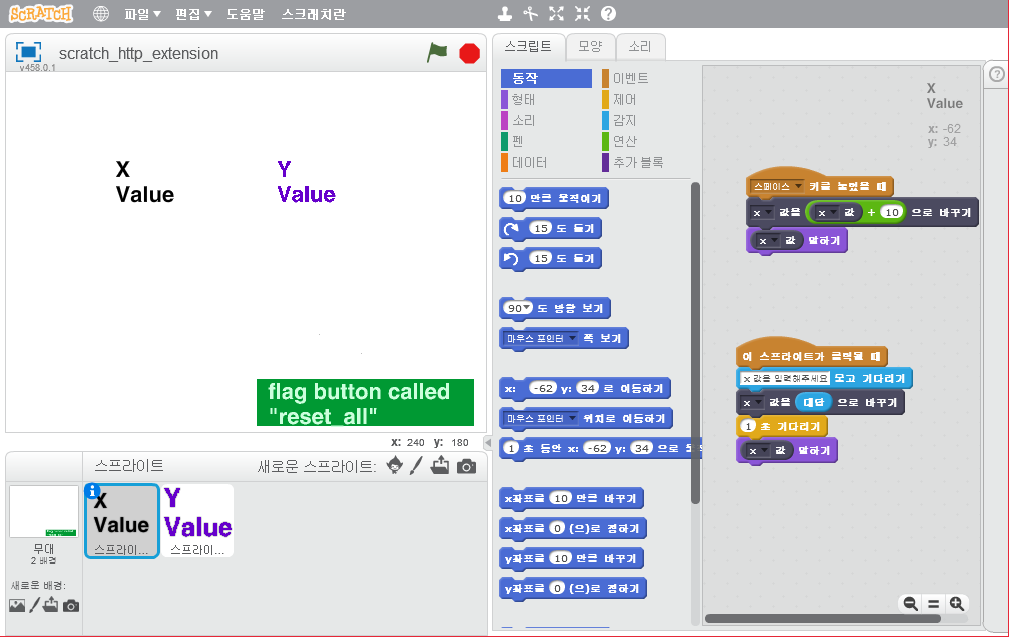 SCRATCH 파일▼ 편집▼ 도움말 스크래치란
scratch_http_extension
v458.0.1
X
Value
Y
Value
flag button called
"reset_all"
x: 240 y: 180
스프라이트 새로운 스프라이트:
무대
2 배경
새로운 배경:
X
Value
스프라이...
Y
Value
스프라이...
스크립트 모양 소리
동작 이벤트
형태 제어
소리 감지
펜 연산
데이터 추가 블록
10 만큼 움직이기
15 도 돌기
15 도 돌기
90▼ 도 방향 보기
마우스 포인터 쪽 보기
x: -62 y: 34 로 이동하기
마우스 포인터 위치로 이동하기
1 초 동안 x: -62 y: 34 으로
x좌표를 10 만큼 바꾸기
x좌표를 0 (으)로 정하기
y좌표를 10 만큼 바꾸기
y좌표를 0 (으)로 정하기
X
Value
x: -62
y: 34
스페이스 키를 눌렀을 때
x 값을 x 값 + 10 으로 바꾸기
x 값 말하기
이 스프라이트가 클릭될 때
x 값을 입력해주세요 묻고 기다리기
x 값을 대답 으로 바꾸기
1 초 기다리기
x 값 말하기